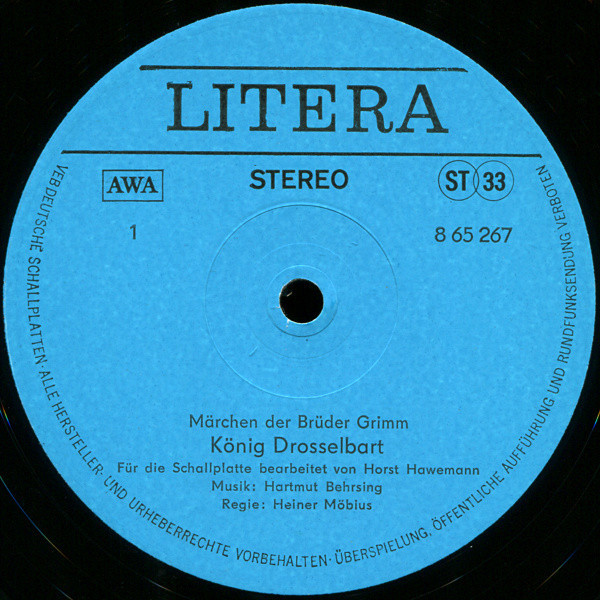 LITERA
AWA
STEREO
ST 33
1
8 65 267
Märchen der Brüder Grimm
König Drosselbart
Für die Schallplatte bearbeitet von Horst Hawemann
Musik: Hartmut Behrsing
Regie: Heiner Möbius
VEB DEUTSCHE SCHALLPLATTEN · ALLE HERSTELLER- UND URHEBERRECHTE VORBEHALTEN · ÜBERSPIELUNG, ÖFFENTLICHE AUFFÜHRUNG UND RUNDFUNKSENDUNG VERBOTEN